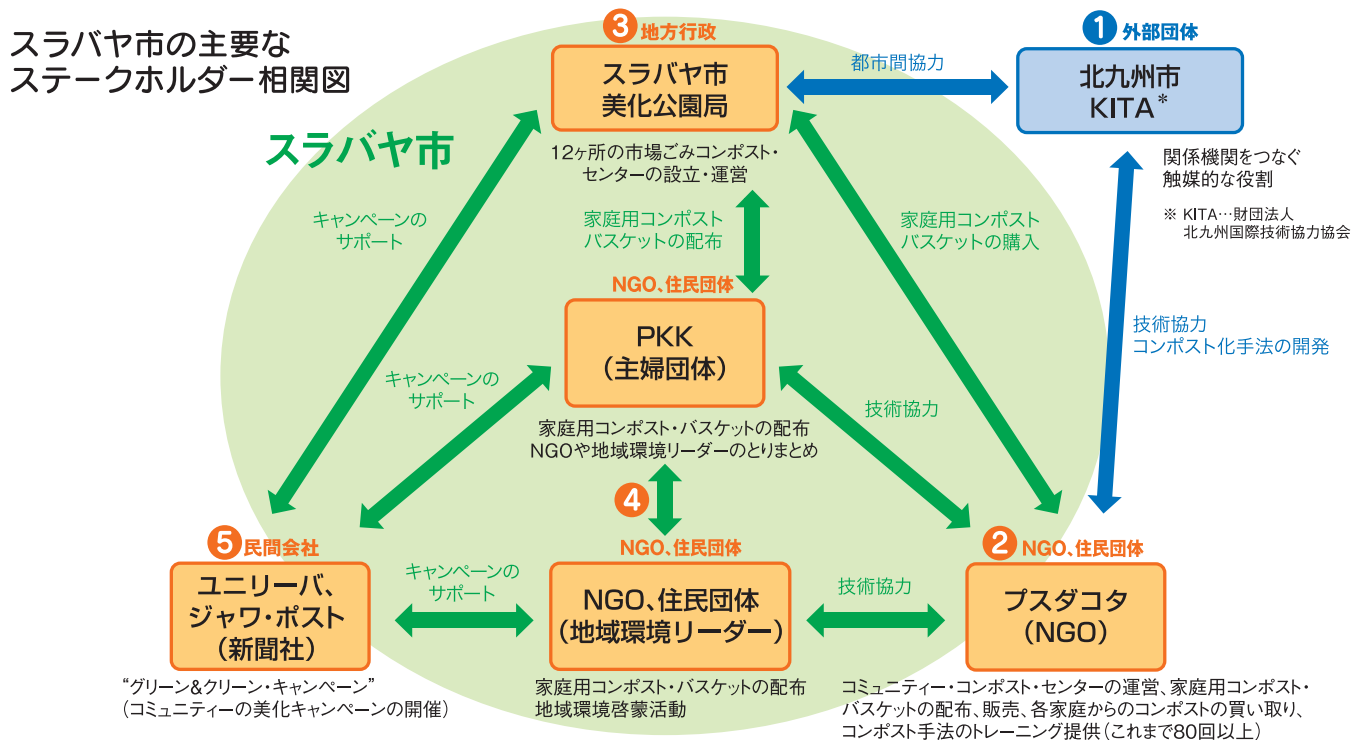 スラバヤ市の主要な
ステークホルダー相関図
スラバヤ市
3 地方行政
スラバヤ市
美化公園局
12ヶ所の市場ごみコンポスト・
センターの設立・運営
都市間協力
1 外部団体
北九州市
KITA*
関係機関をつなぐ
触媒的な役割
※ KITA…財団法人
北九州国際技術協力協会
キャンペーンの
サポート
家庭用コンポスト
バスケットの配布
家庭用コンポスト
バスケットの購入
NGO、住民団体
PKK
(主婦団体)
家庭用コンポスト・バスケットの配布
NGOや地域環境リーダーのとりまとめ
キャンペーンの
サポート
技術協力
技術協力
コンポスト化手法の開発
4
5 民間会社
ユニリーバ、
ジャワ・ポスト
(新聞社)
“グリーン&クリーン・キャンペーン”
(コミュニティーの美化キャンペーンの開催)
キャンペーンの
サポート
NGO、住民団体
NGO、住民団体
(地域環境リーダー)
家庭用コンポスト・バスケットの配布
地域環境啓蒙活動
技術協力
2 NGO、住民団体
プスダコタ
(NGO)
コミュニティー・コンポスト・センターの運営、家庭用コンポスト・
バスケットの配布、販売、各家庭からのコンポストの買い取り、
コンポスト手法のトレーニング提供(これまで80回以上)